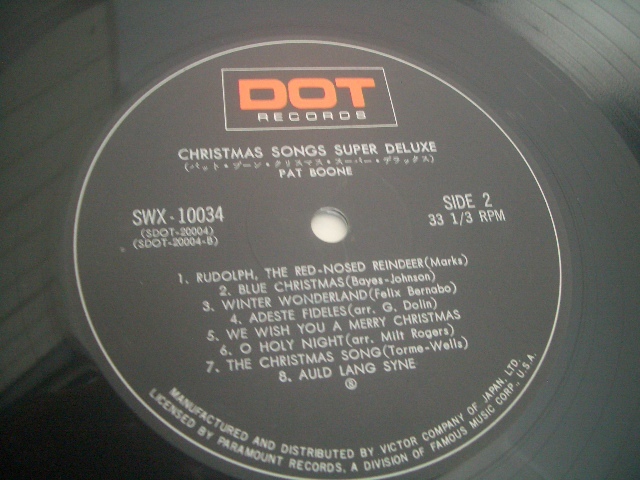 DOT
RECORDS
CHRISTMAS SONGS SUPER DELUXE
(パット・ブーン・クリスマス・スーパー・デラックス)
PAT BOONE
SWX-10034
(SDOT-20004)
(SDOT-20004-B)
SIDE 2
33 1/3 RPM
1. RUDOLPH, THE RED-NOSED REINDEER(Marks)
2. BLUE CHRISTMAS(Bayes-Johnson)
3. WINTER WONDERLAND(Felix Bernabo)
4. ADESTE FIDELES(arr. G. Dolin)
5. WE WISH YOU A MERRY CHRISTMAS
6. O HOLY NIGHT(arr. Milt Rogers)
7. THE CHRISTMAS SONG(Torme-Wells)
8. AULD LANG SYNE
Ⓢ
MANUFACTURED AND DISTRIBUTED BY VICTOR COMPANY OF JAPAN, LTD.
LICENSED BY PARAMOUNT RECORDS, A DIVISION OF FAMOUS MUSIC CORP., U.S.A.